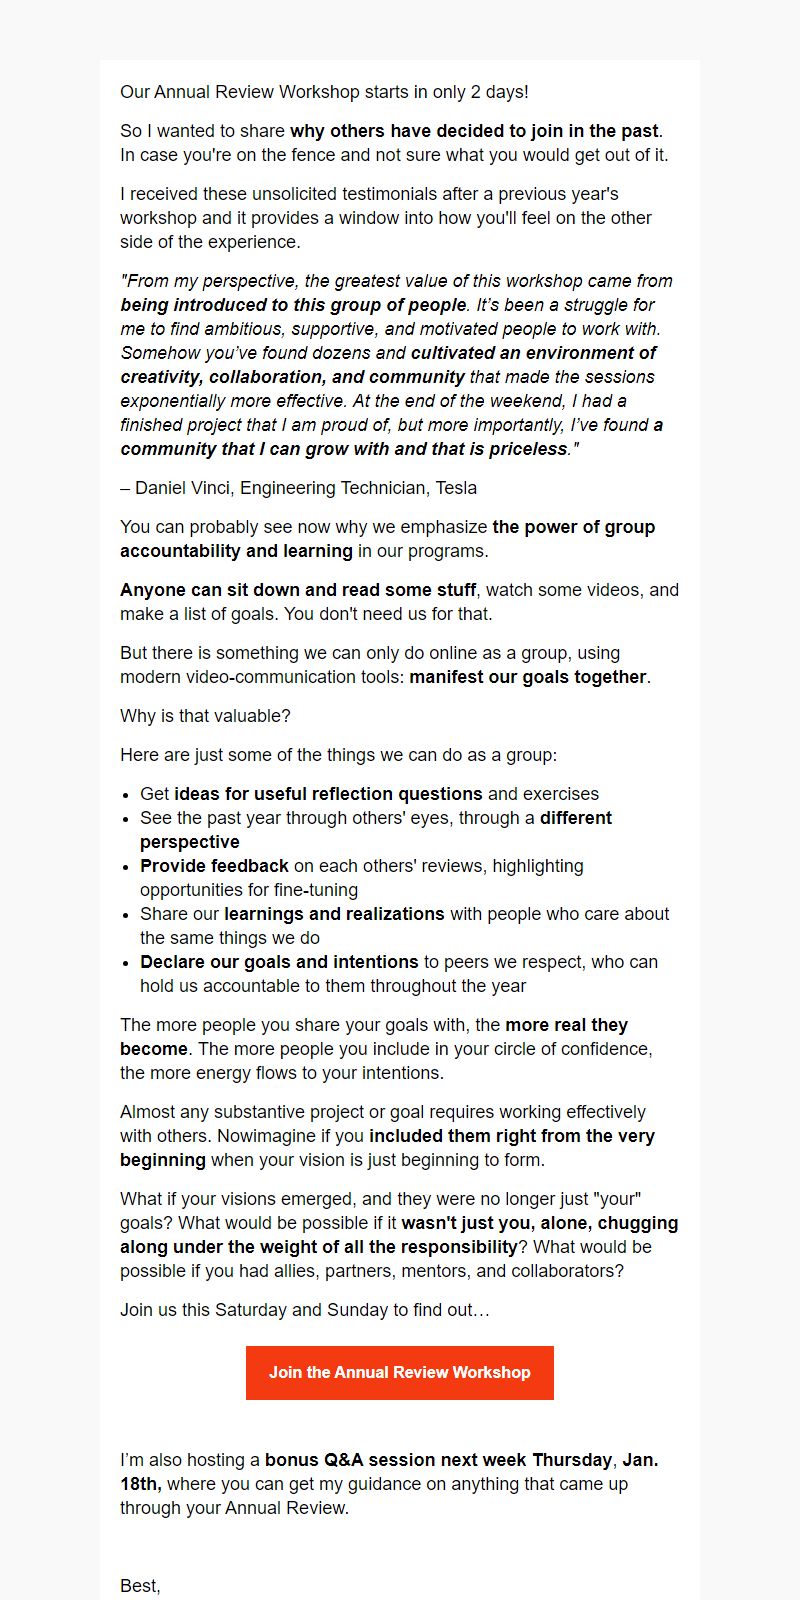 Our Annual Review Workshop starts in only 2 days!
So I wanted to share why others have decided to join in the past.
In case you're on the fence and not sure what you would get out of it.
I received these unsolicited testimonials after a previous year's
workshop and it provides a window into how you'll feel on the other
side of the experience.
"From my perspective, the greatest value of this workshop came from
being introduced to this group of people. It’s been a struggle for
me to find ambitious, supportive, and motivated people to work with.
Somehow you’ve found dozens and cultivated an environment of
creativity, collaboration, and community that made the sessions
exponentially more effective. At the end of the weekend, I had a
finished project that I am proud of, but more importantly, I’ve found a
community that I can grow with and that is priceless."
– Daniel Vinci, Engineering Technician, Tesla
You can probably see now why we emphasize the power of group
accountability and learning in our programs.
Anyone can sit down and read some stuff, watch some videos, and
make a list of goals. You don't need us for that.
But there is something we can only do online as a group, using
modern video-communication tools: manifest our goals together.
Why is that valuable?
Here are just some of the things we can do as a group:
• Get ideas for useful reflection questions and exercises
• See the past year through others' eyes, through a different
perspective
• Provide feedback on each others' reviews, highlighting
opportunities for fine-tuning
• Share our learnings and realizations with people who care about
the same things we do
• Declare our goals and intentions to peers we respect, who can
hold us accountable to them throughout the year
The more people you share your goals with, the more real they
become. The more people you include in your circle of confidence,
the more energy flows to your intentions.
Almost any substantive project or goal requires working effectively
with others. Nowimagine if you included them right from the very
beginning when your vision is just beginning to form.
What if your visions emerged, and they were no longer just "your"
goals? What would be possible if it wasn't just you, alone, chugging
along under the weight of all the responsibility? What would be
possible if you had allies, partners, mentors, and collaborators?
Join us this Saturday and Sunday to find out…
Join the Annual Review Workshop
I’m also hosting a bonus Q&A session next week Thursday, Jan.
18th, where you can get my guidance on anything that came up
through your Annual Review.
Best,